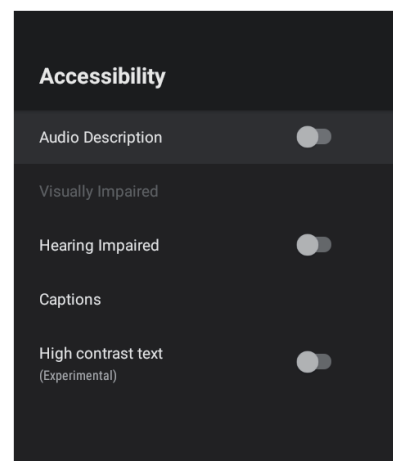 Accessibility
Audio Description
Visually Impaired
Hearing Impaired
Captions
High contrast text
(Experimental)